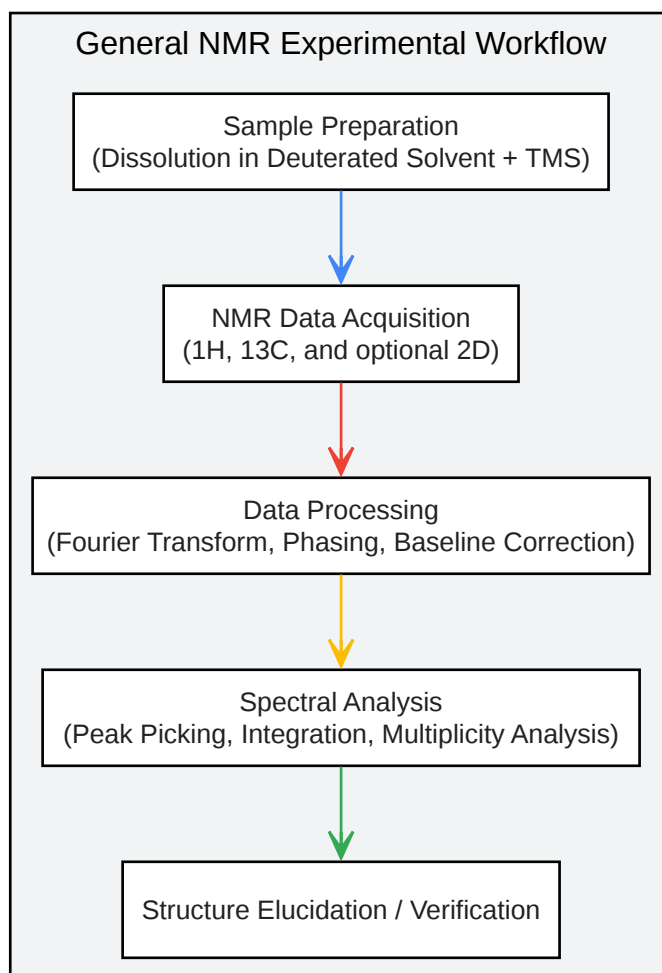 General NMR Experimental Workflow
Sample Preparation
(Dissolution in Deuterated Solvent + TMS)
NMR Data Acquisition
(1H, 13C, and optional 2D)
Data Processing
(Fourier Transform, Phasing, Baseline Correction)
Spectral Analysis
(Peak Picking, Integration, Multiplicity Analysis)
Structure Elucidation / Verification